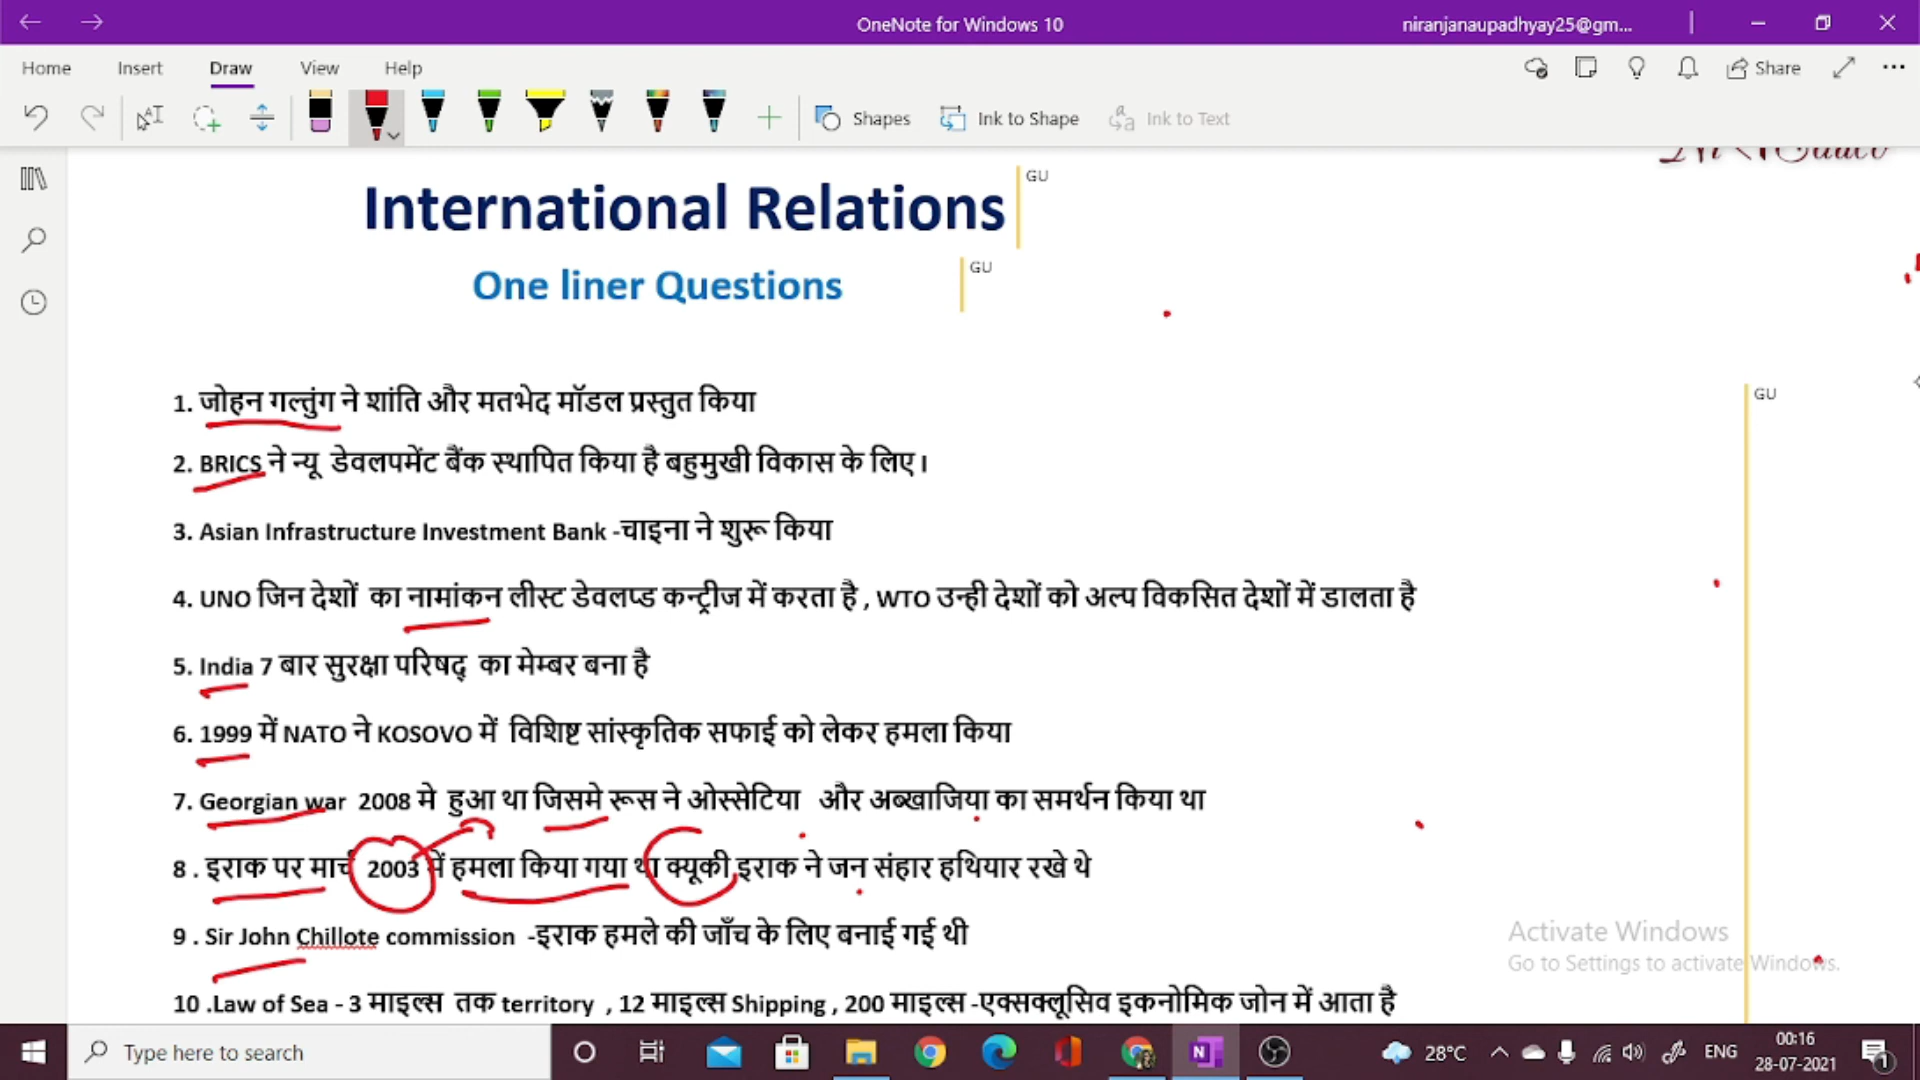 OneNote for Windows 10
niranjanaupadhyay25@gm...
Home Insert Draw View Help
Share
Shapes Ink to Shape Ink to Text
International Relations
GU
One liner Questions
GU
GU
1. जोहन गल्तुंग ने शांति और मतभेद मॉडल प्रस्तुत किया
2. BRICS ने न्यू डेवलपमेंट बैंक स्थापित किया है बहुमुखी विकास के लिए।
3. Asian Infrastructure Investment Bank -चाइना ने शुरू किया
4. UNO जिन देशों का नामांकन लीस्ट डेवलप्ड कन्ट्रीज में करता है , WTO उन्ही देशों को अल्प विकसित देशों में डालता है
5. India 7 बार सुरक्षा परिषद् का मेम्बर बना है
6. 1999 में NATO ने KOSOVO में विशिष्ट सांस्कृतिक सफाई को लेकर हमला किया
7. Georgian war 2008 मे हुआ था जिसमे रूस ने ओस्सेटिया और अब्खाजिया का समर्थन किया था
8 . इराक पर मार्च 2003 में हमला किया गया था क्यूकी इराक ने जन संहार हथियार रखे थे
9 . Sir John Chillote commission -इराक हमले की जाँच के लिए बनाई गई थी
10 .Law of Sea - 3 माइल्स तक territory , 12 माइल्स Shipping , 200 माइल्स -एक्सक्लूसिव इकनोमिक जोन में आता है
Activate Windows
Go to Settings to activate Windows.
Type here to search
28°C
ENG
00:16
28-07-2021
1